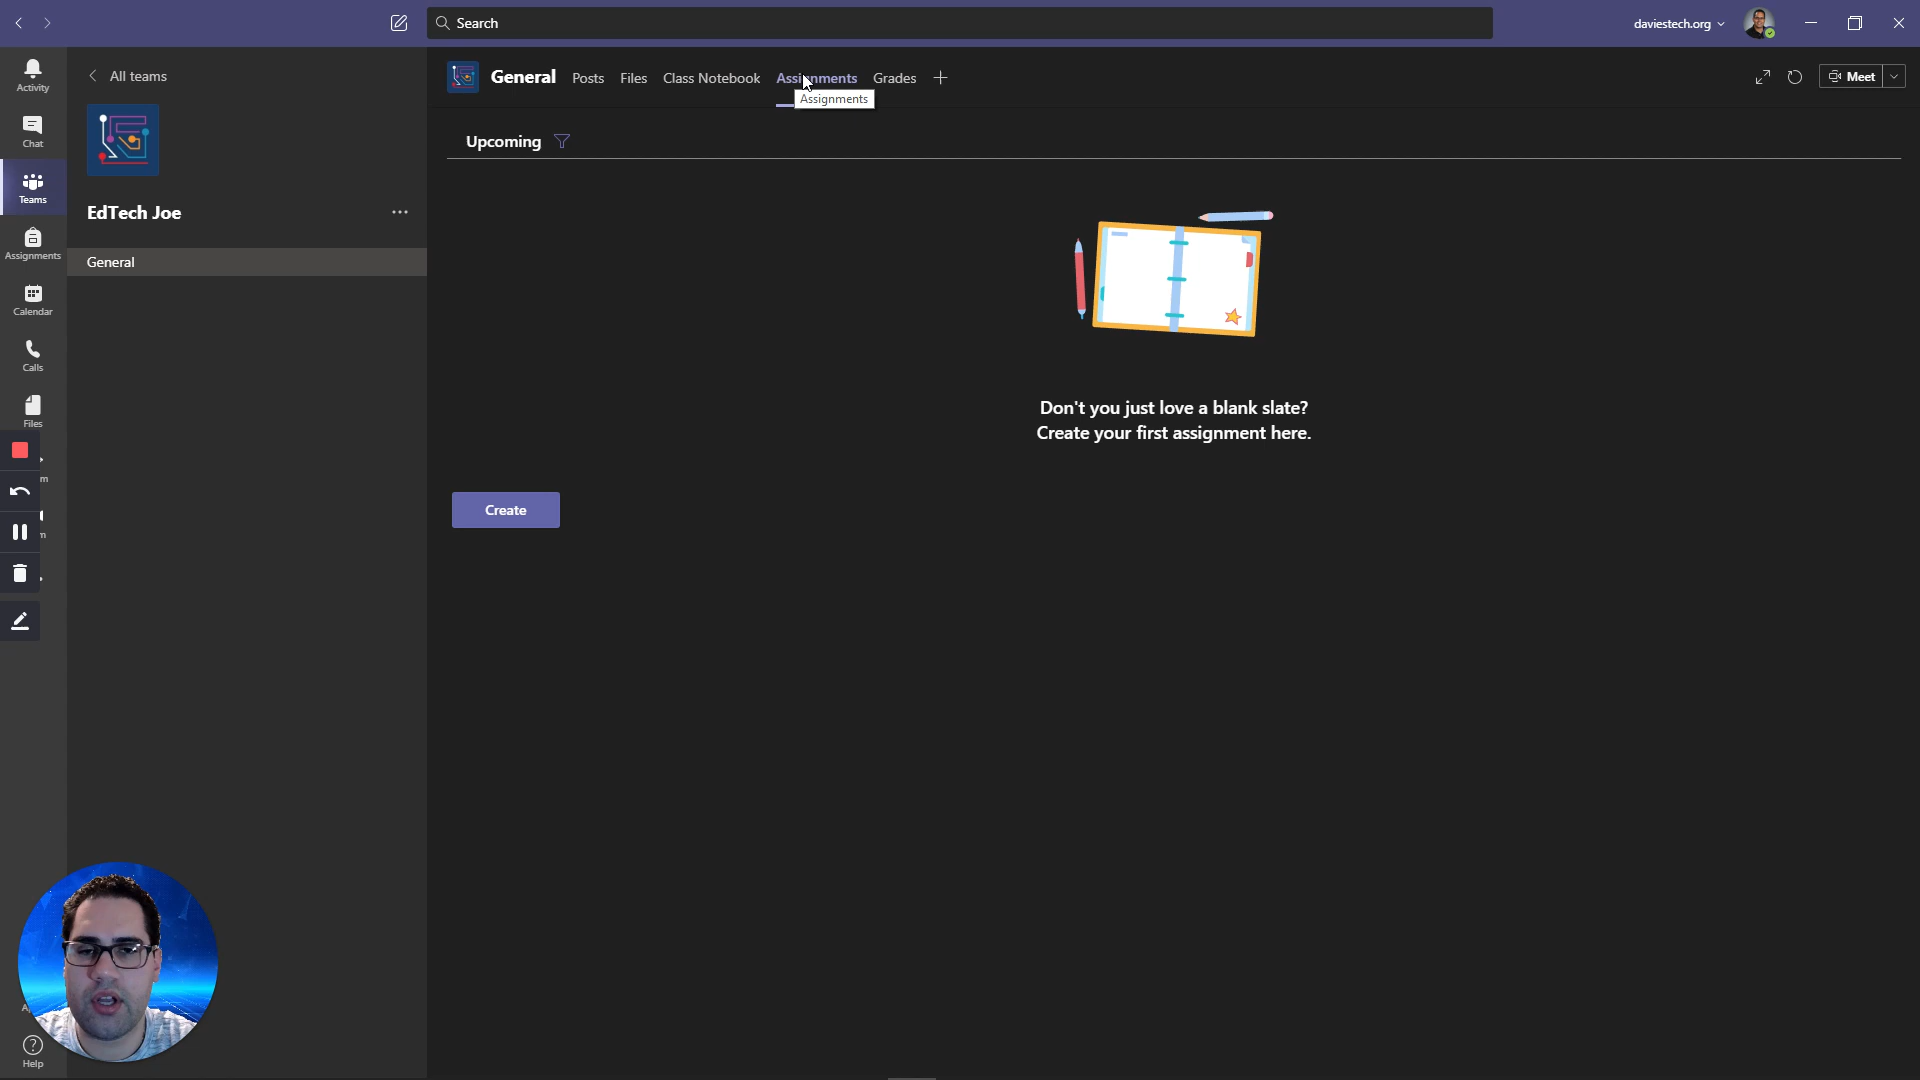 Search
daviestech.org
Activity
Chat
Teams
Assignments
Calendar
Calls
Files
m
m
Help
All teams
EdTech Joe
General
General
Posts
Files
Class Notebook
Assignments
Grades
Meet
Assignments
Upcoming
Don't you just love a blank slate?
Create your first assignment here.
Create